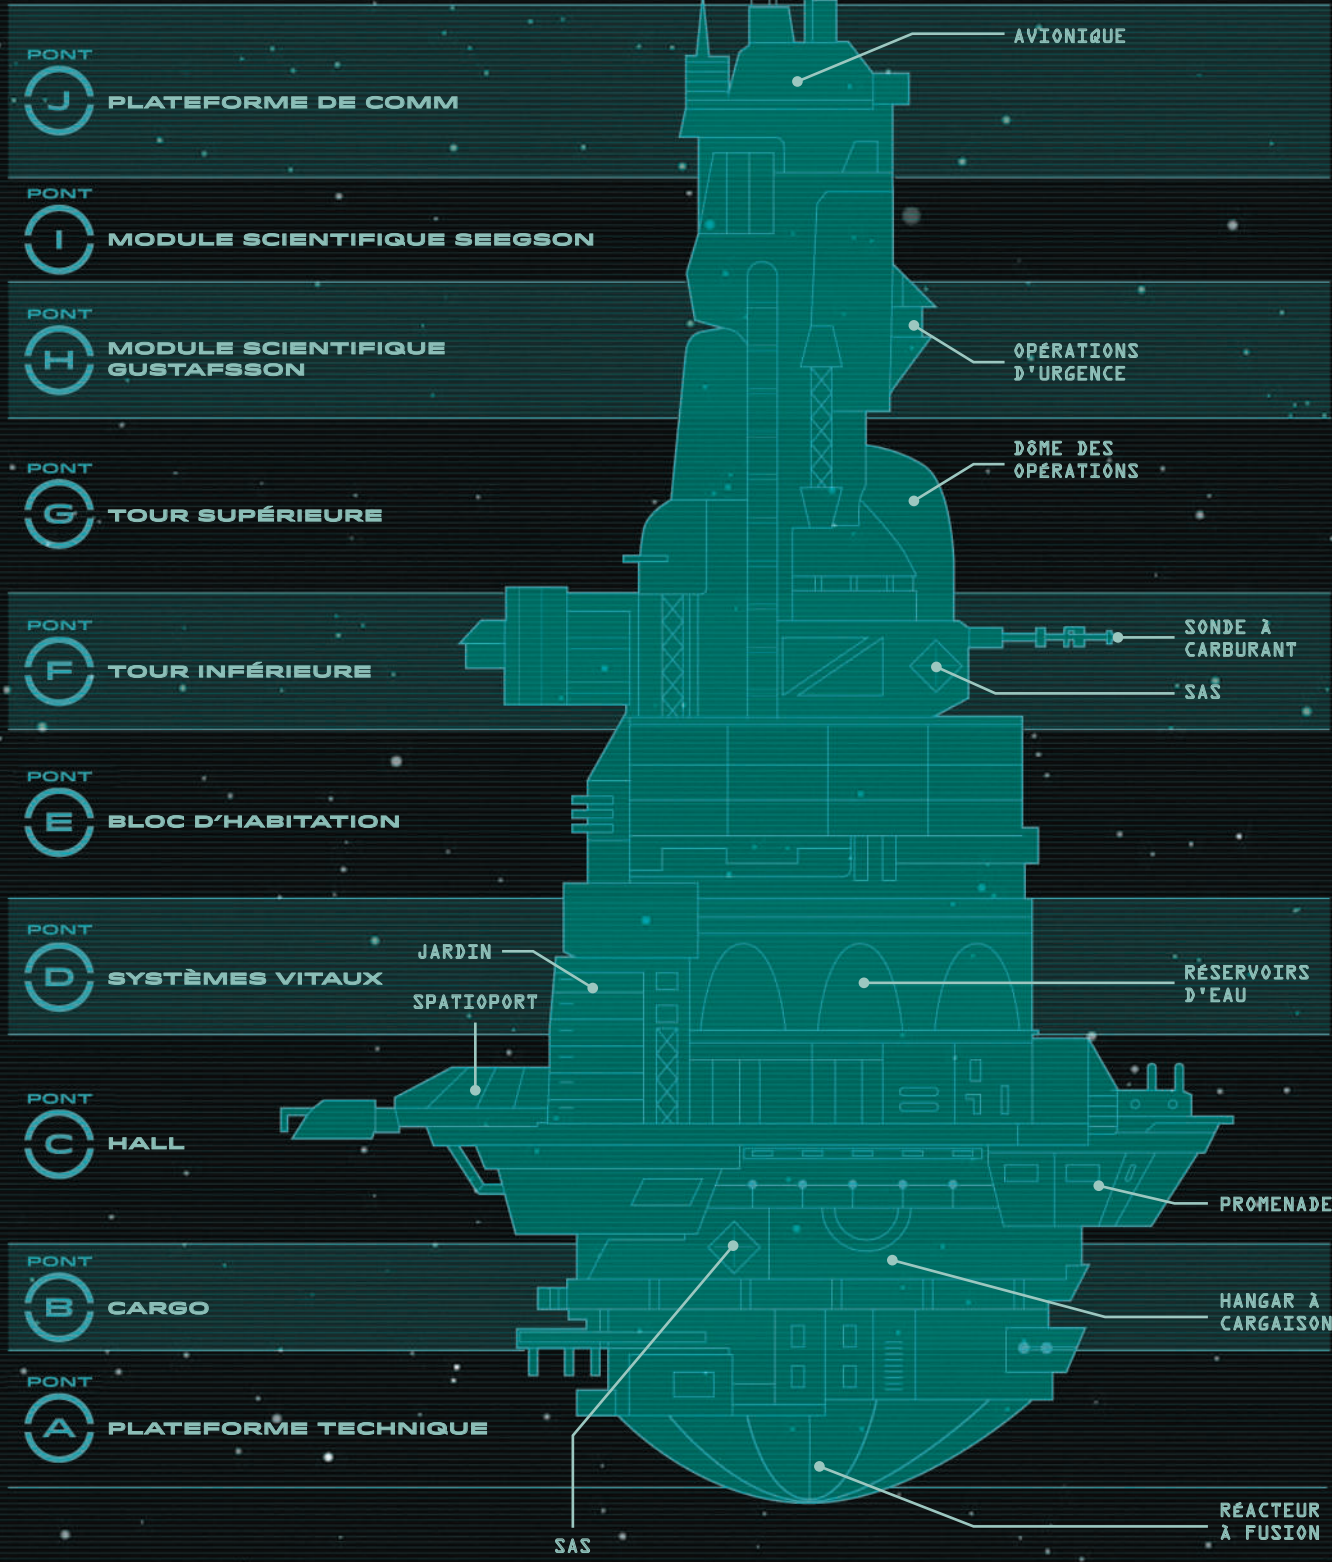 AVIONIQUE
PONT
J
PLATEFORME DE COMM
PONT
I
MODULE SCIENTIFIQUE SEEGSON
PONT
H
MODULE SCIENTIFIQUE
GUSTAFSSON
OPÉRATIONS
D'URGENCE
DÔME DES
OPÉRATIONS
PONT
G
TOUR SUPÉRIEURE
PONT
F
TOUR INFÉRIEURE
SONDE À
CARBURANT
SAS
PONT
E
BLOC D'HABITATION
PONT
D
SYSTÈMES VITAUX
JARDIN
SPATIOPORT
RÉSERVOIRS
D'EAU
PONT
C
HALL
PROMENADE
PONT
B
CARGO
HANGAR À
CARGAISON
PONT
A
PLATEFORME TECHNIQUE
RÉACTEUR
À FUSION
SAS